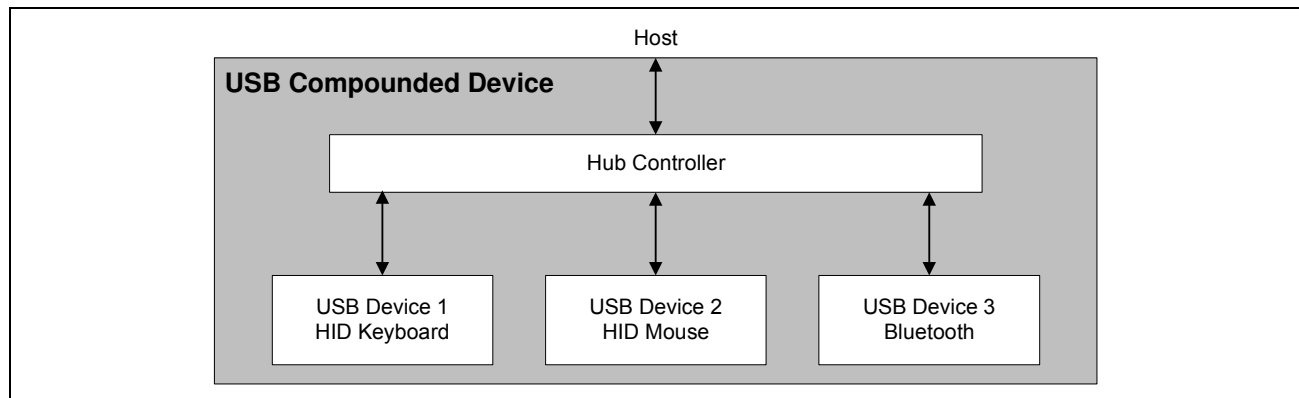 Host
USB Compounded Device
Hub Controller
USB Device 1
HID Keyboard
USB Device 2
HID Mouse
USB Device 3
Bluetooth